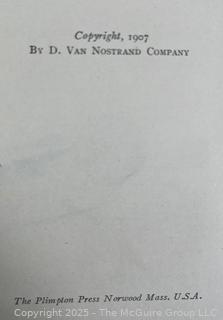 Copyright, 1907
By D. Van Nostrand Company
The Plimpton Press Norwood Mass. U.S.A.
Copyright 2025 - The McGuire Group LLC